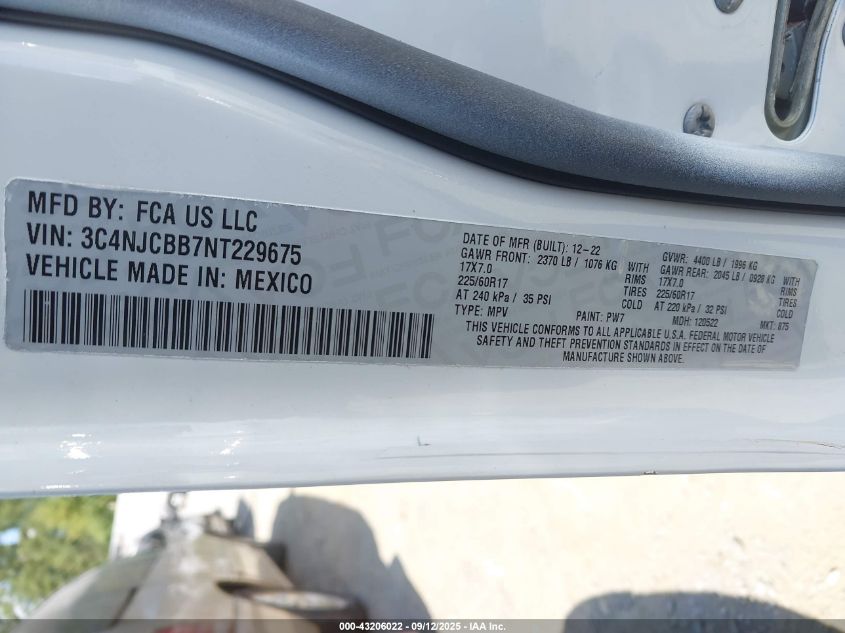 MFD BY: FCA US LLC
VIN: 3C4NJCBB7NT229675
VEHICLE MADE IN: MEXICO
DATE OF MFR (BUILT): 12-22 GVWR: 4400 LB / 1996 KG
GAWR FRONT: 2370 LB / 1076 KG WITH GAWR REAR: 2045 LB / 0928 KG WITH
17X7.0 RIMS 17X7.0 RIMS
225/60R17 TIRES 225/60R17 TIRES
AT 240 kPa / 35 PSI COLD AT 220 kPa / 32 PSI COLD
TYPE: MPV PAINT: PW7 MDH: 120522 MKT: 875
THIS VEHICLE CONFORMS TO ALL APPLICABLE U.S.A. FEDERAL MOTOR VEHICLE
SAFETY AND THEFT PREVENTION STANDARDS IN EFFECT ON THE DATE OF
MANUFACTURE SHOWN ABOVE.
000-43206022 - 09/12/2025 - IAA Inc.